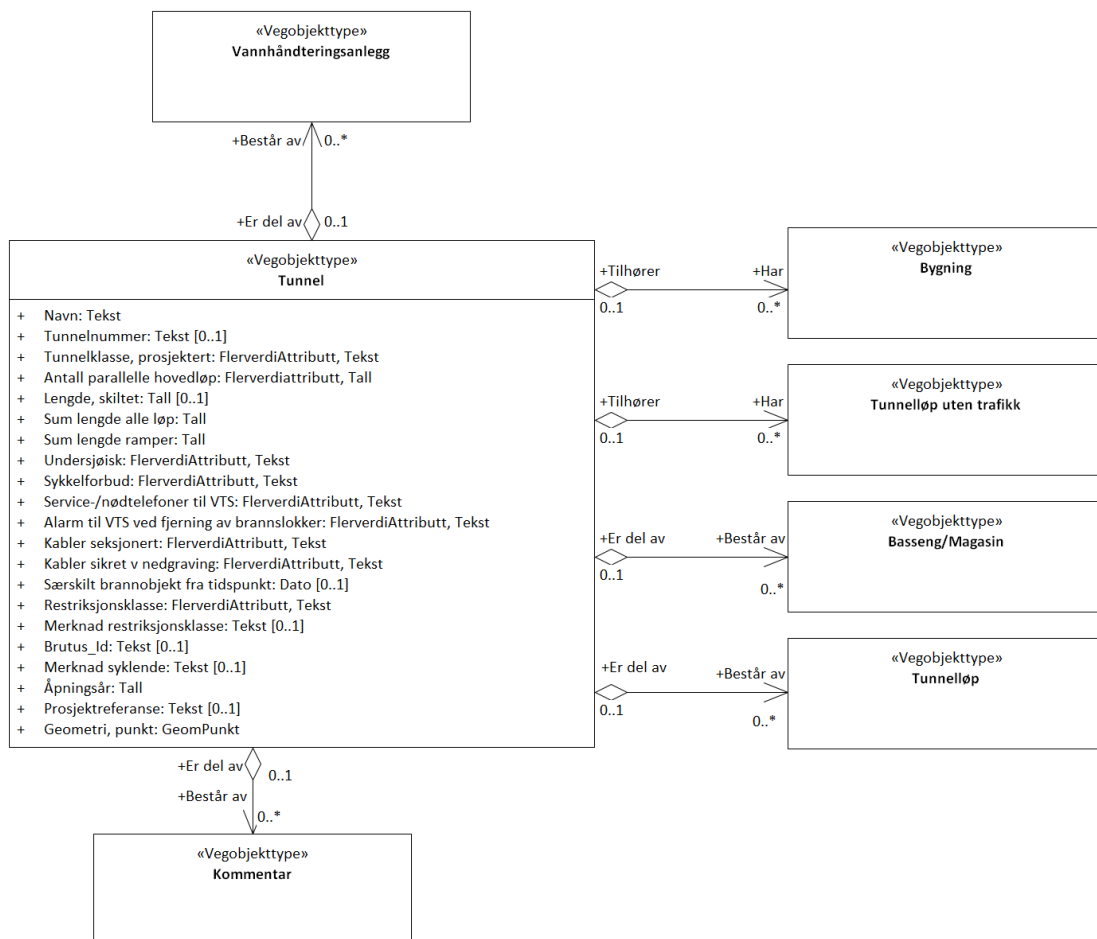 «Vegobjekttype»
Vannhåndteringsanlegg
+Består av
0..*
+Er del av
0..1
«Vegobjekttype»
Tunnel
+ Navn: Tekst
+ Tunnelnummer: Tekst [0..1]
+ Tunnelklasse, prosjektert: FlerverdiAttributt, Tekst
+ Antall parallelle hovedløp: Flerverdiattributt, Tall
+ Lengde, skiltet: Tall [0..1]
+ Sum lengde alle løp: Tall
+ Sum lengde ramper: Tall
+ Undersjøisk: FlerverdiAttributt, Tekst
+ Sykkelforbud: FlerverdiAttributt, Tekst
+ Service-/nødtelefoner til VTS: FlerverdiAttributt, Tekst
+ Alarm til VTS ved fjerning av brannslokker: FlerverdiAttributt, Tekst
+ Kabler seksjonert: FlerverdiAttributt, Tekst
+ Kabler sikret v nedgraving: FlerverdiAttributt, Tekst
+ Særskilt brannobjekt fra tidspunkt: Dato [0..1]
+ Restriksjonsklasse: FlerverdiAttributt, Tekst
+ Merknad restriksjonsklasse: Tekst [0..1]
+ Brutus_Id: Tekst [0..1]
+ Merknad syklende: Tekst [0..1]
+ Åpningsår: Tall
+ Prosjektreferanse: Tekst [0..1]
+ Geometri, punkt: GeomPunkt
+Tilhører
+Har
0..1
0..*
«Vegobjekttype»
Bygning
+Tilhører
+Har
0..1
0..*
«Vegobjekttype»
Tunnelløp uten trafikk
+Er del av
+Består av
0..1
0..*
«Vegobjekttype»
Basseng/Magasin
+Er del av
+Består av
0..1
0..*
«Vegobjekttype»
Tunnelløp
+Er del av
0..1
+Består av
0..*
«Vegobjekttype»
Kommentar